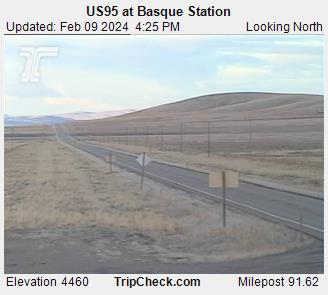 US95 at Basque Station
Updated: Feb 09 2024 4:25 PM Looking North
Elevation 4460 TripCheck.com Milepost 91.62